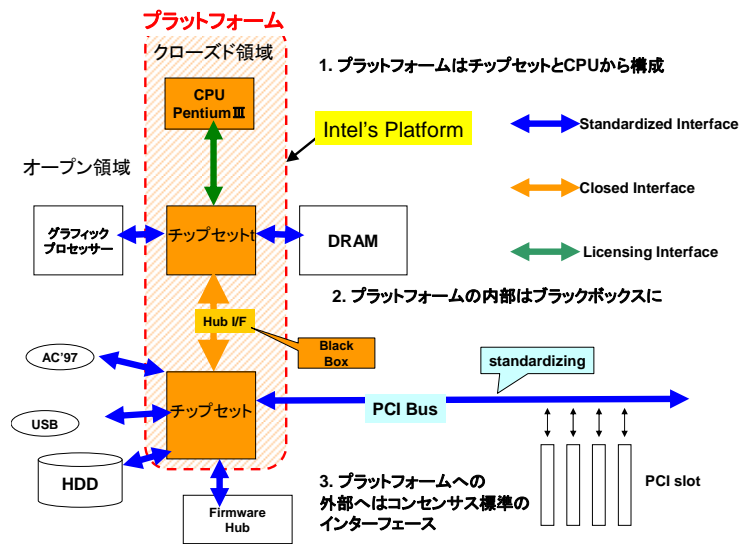 プラットフォーム
クローズド領域
1. プラットフォームはチップセットとCPUから構成
CPU
PentiumⅢ
Intel's Platform
Standardized Interface
オープン領域
Closed Interface
グラフィック
プロセッサー
チップセットt
DRAM
Licensing Interface
2. プラットフォームの内部はブラックボックスに
Hub I/F
Black
Box
AC'97
standardizing
チップセット
PCI Bus
USB
HDD
3. プラットフォームへの
外部へはコンセンサス標準の
インターフェース
PCI slot
Firmware
Hub